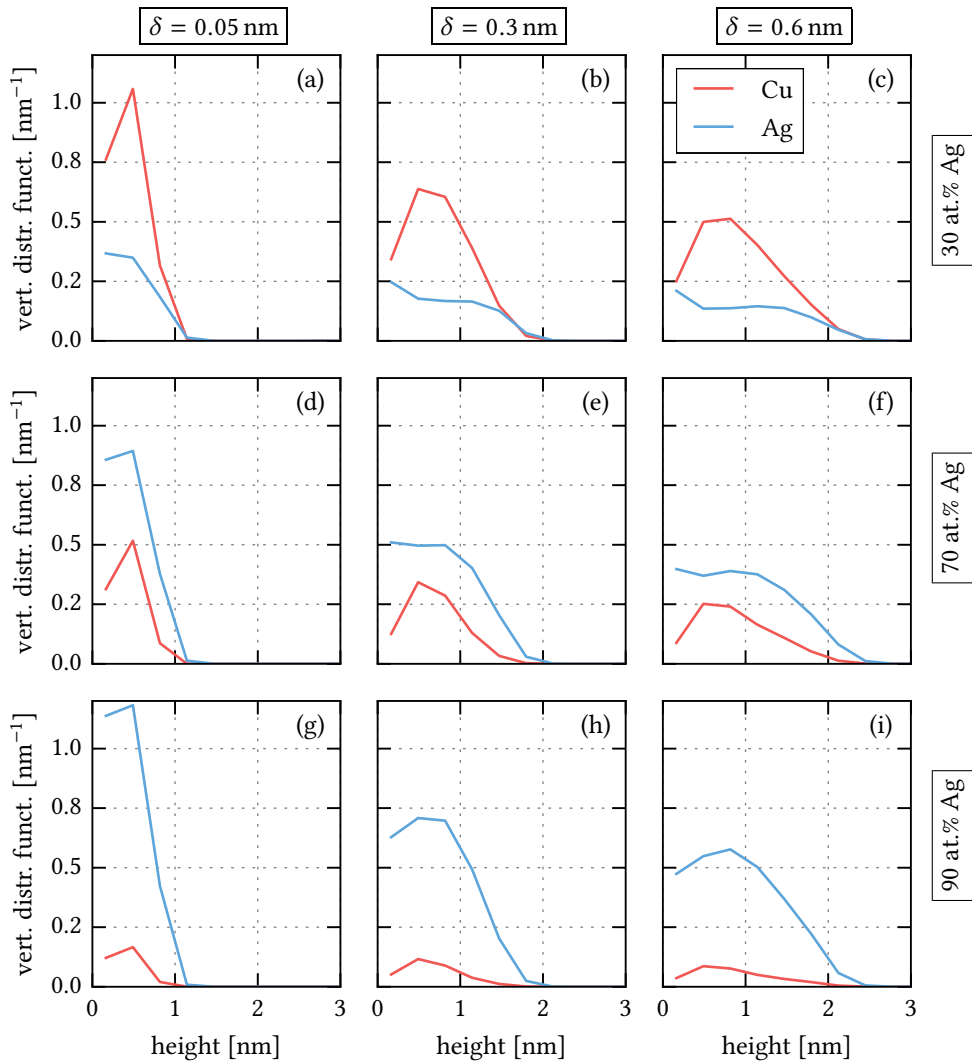 δ = 0.05 nm
δ = 0.3 nm
δ = 0.6 nm
vert. distr. funct. [nm⁻¹]
1.0
0.8
0.5
0.2
0.0
(a)
(b)
(c)
Cu
Ag
30 at.% Ag
vert. distr. funct. [nm⁻¹]
1.0
0.8
0.5
0.2
0.0
(d)
(e)
(f)
70 at.% Ag
vert. distr. funct. [nm⁻¹]
1.0
0.8
0.5
0.2
0.0
(g)
(h)
(i)
90 at.% Ag
0 1 2 3
0 1 2 3
0 1 2 3
height [nm]
height [nm]
height [nm]